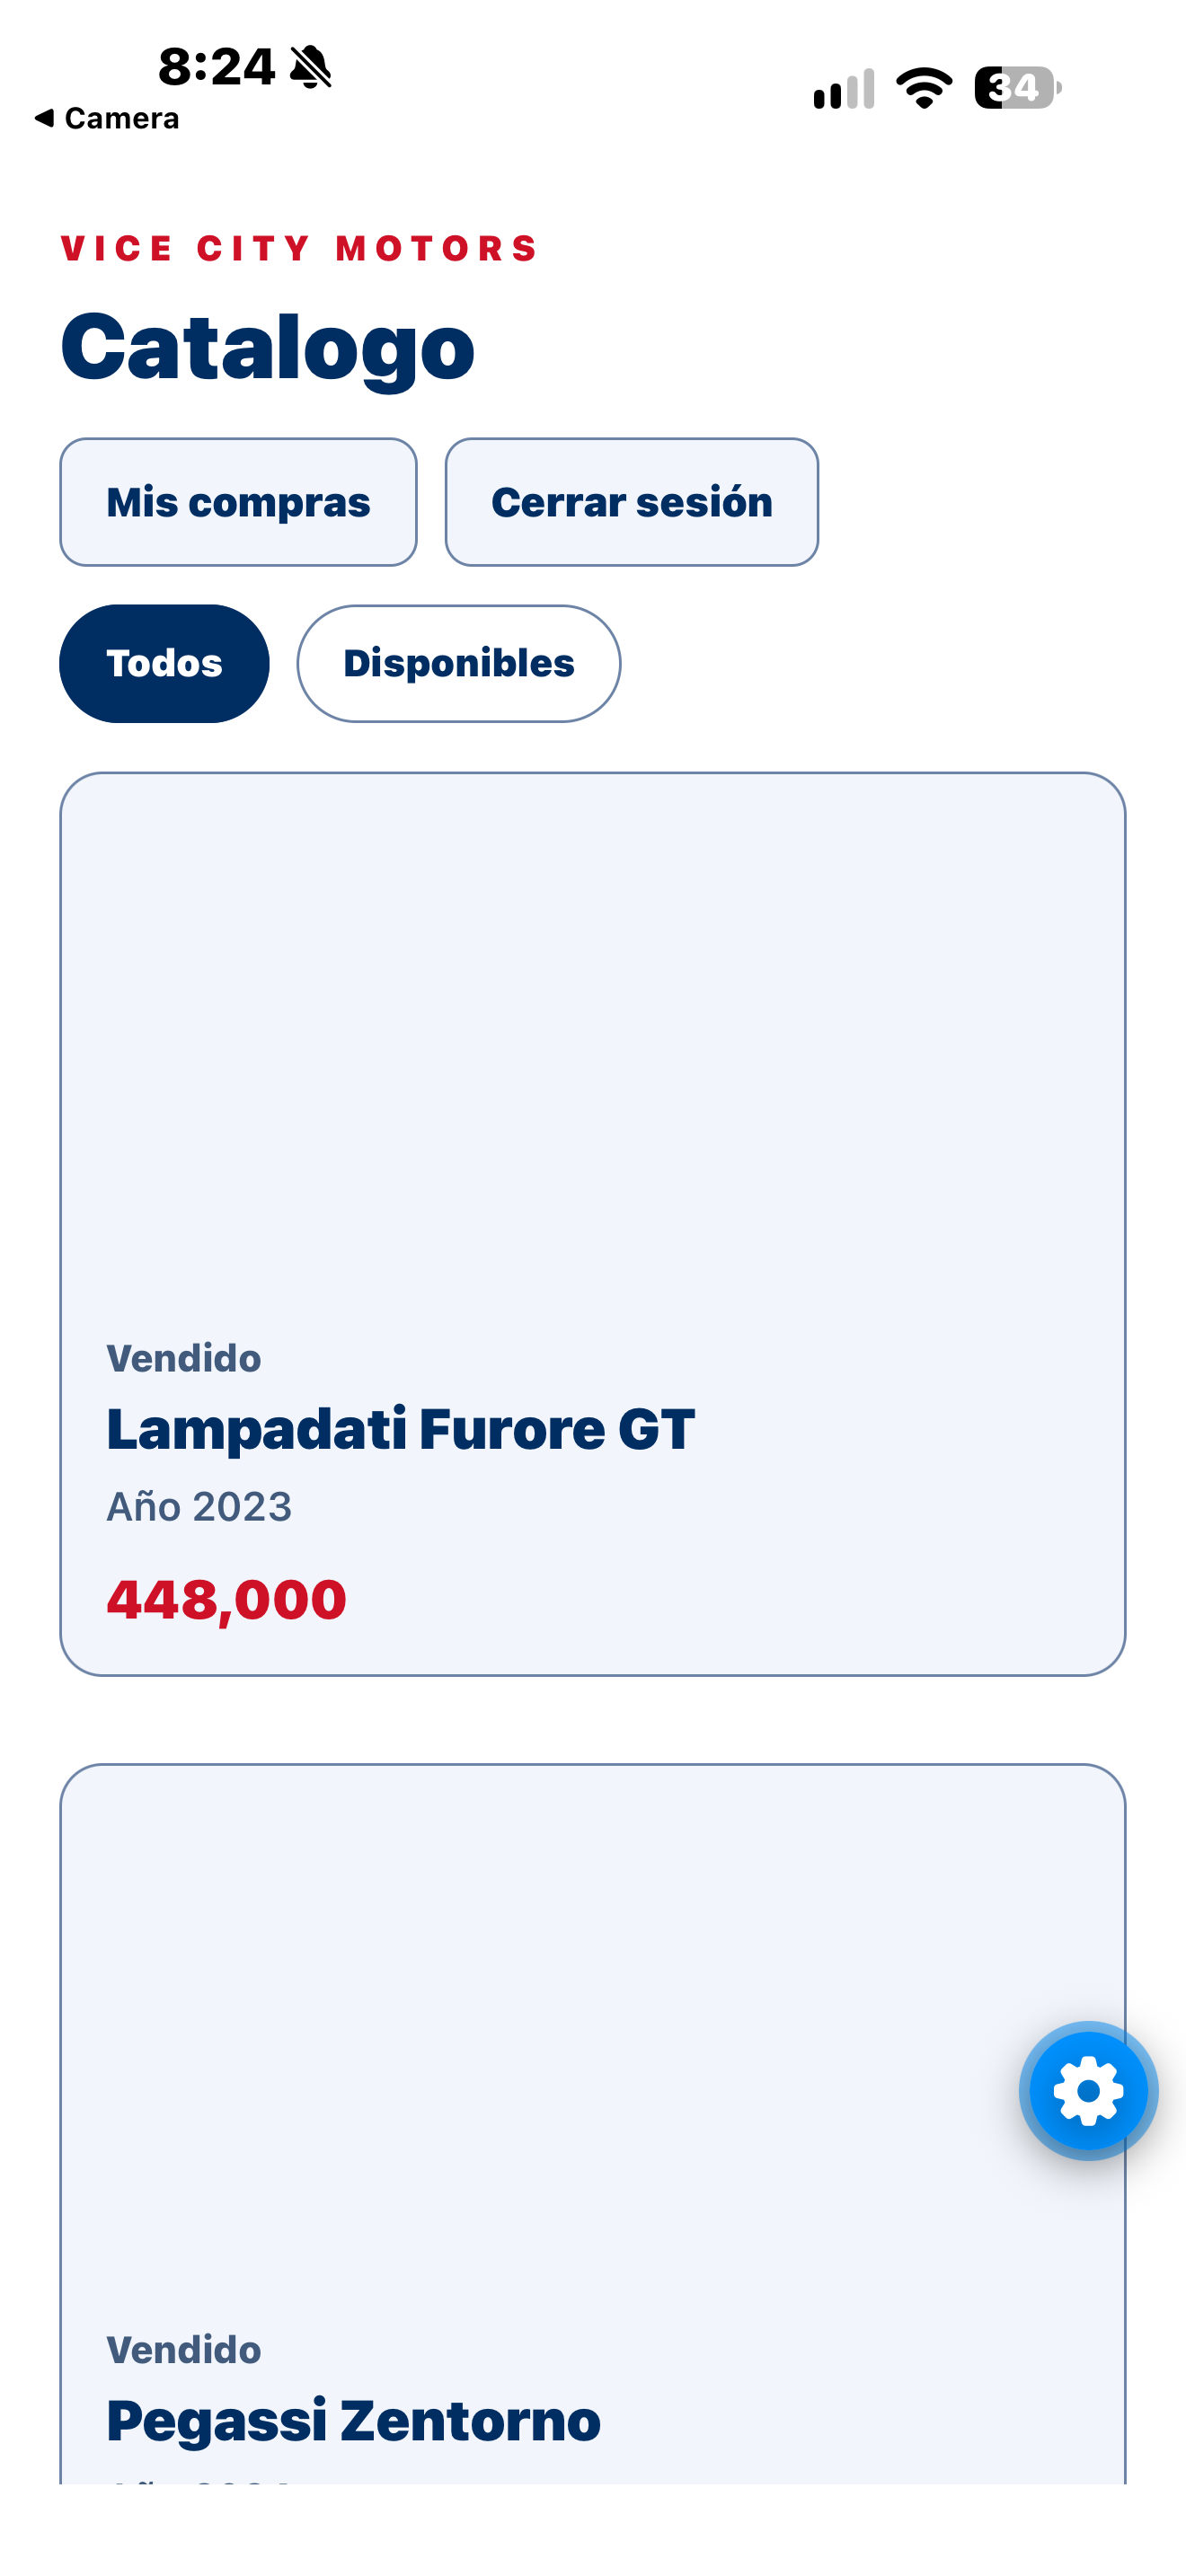 8:24
34
◀ Camera
VICE CITY MOTORS
Catalogo
Mis compras
Cerrar sesión
Todos
Disponibles
Vendido
Lampadati Furore GT
Año 2023
448,000
Vendido
Pegassi Zentorno